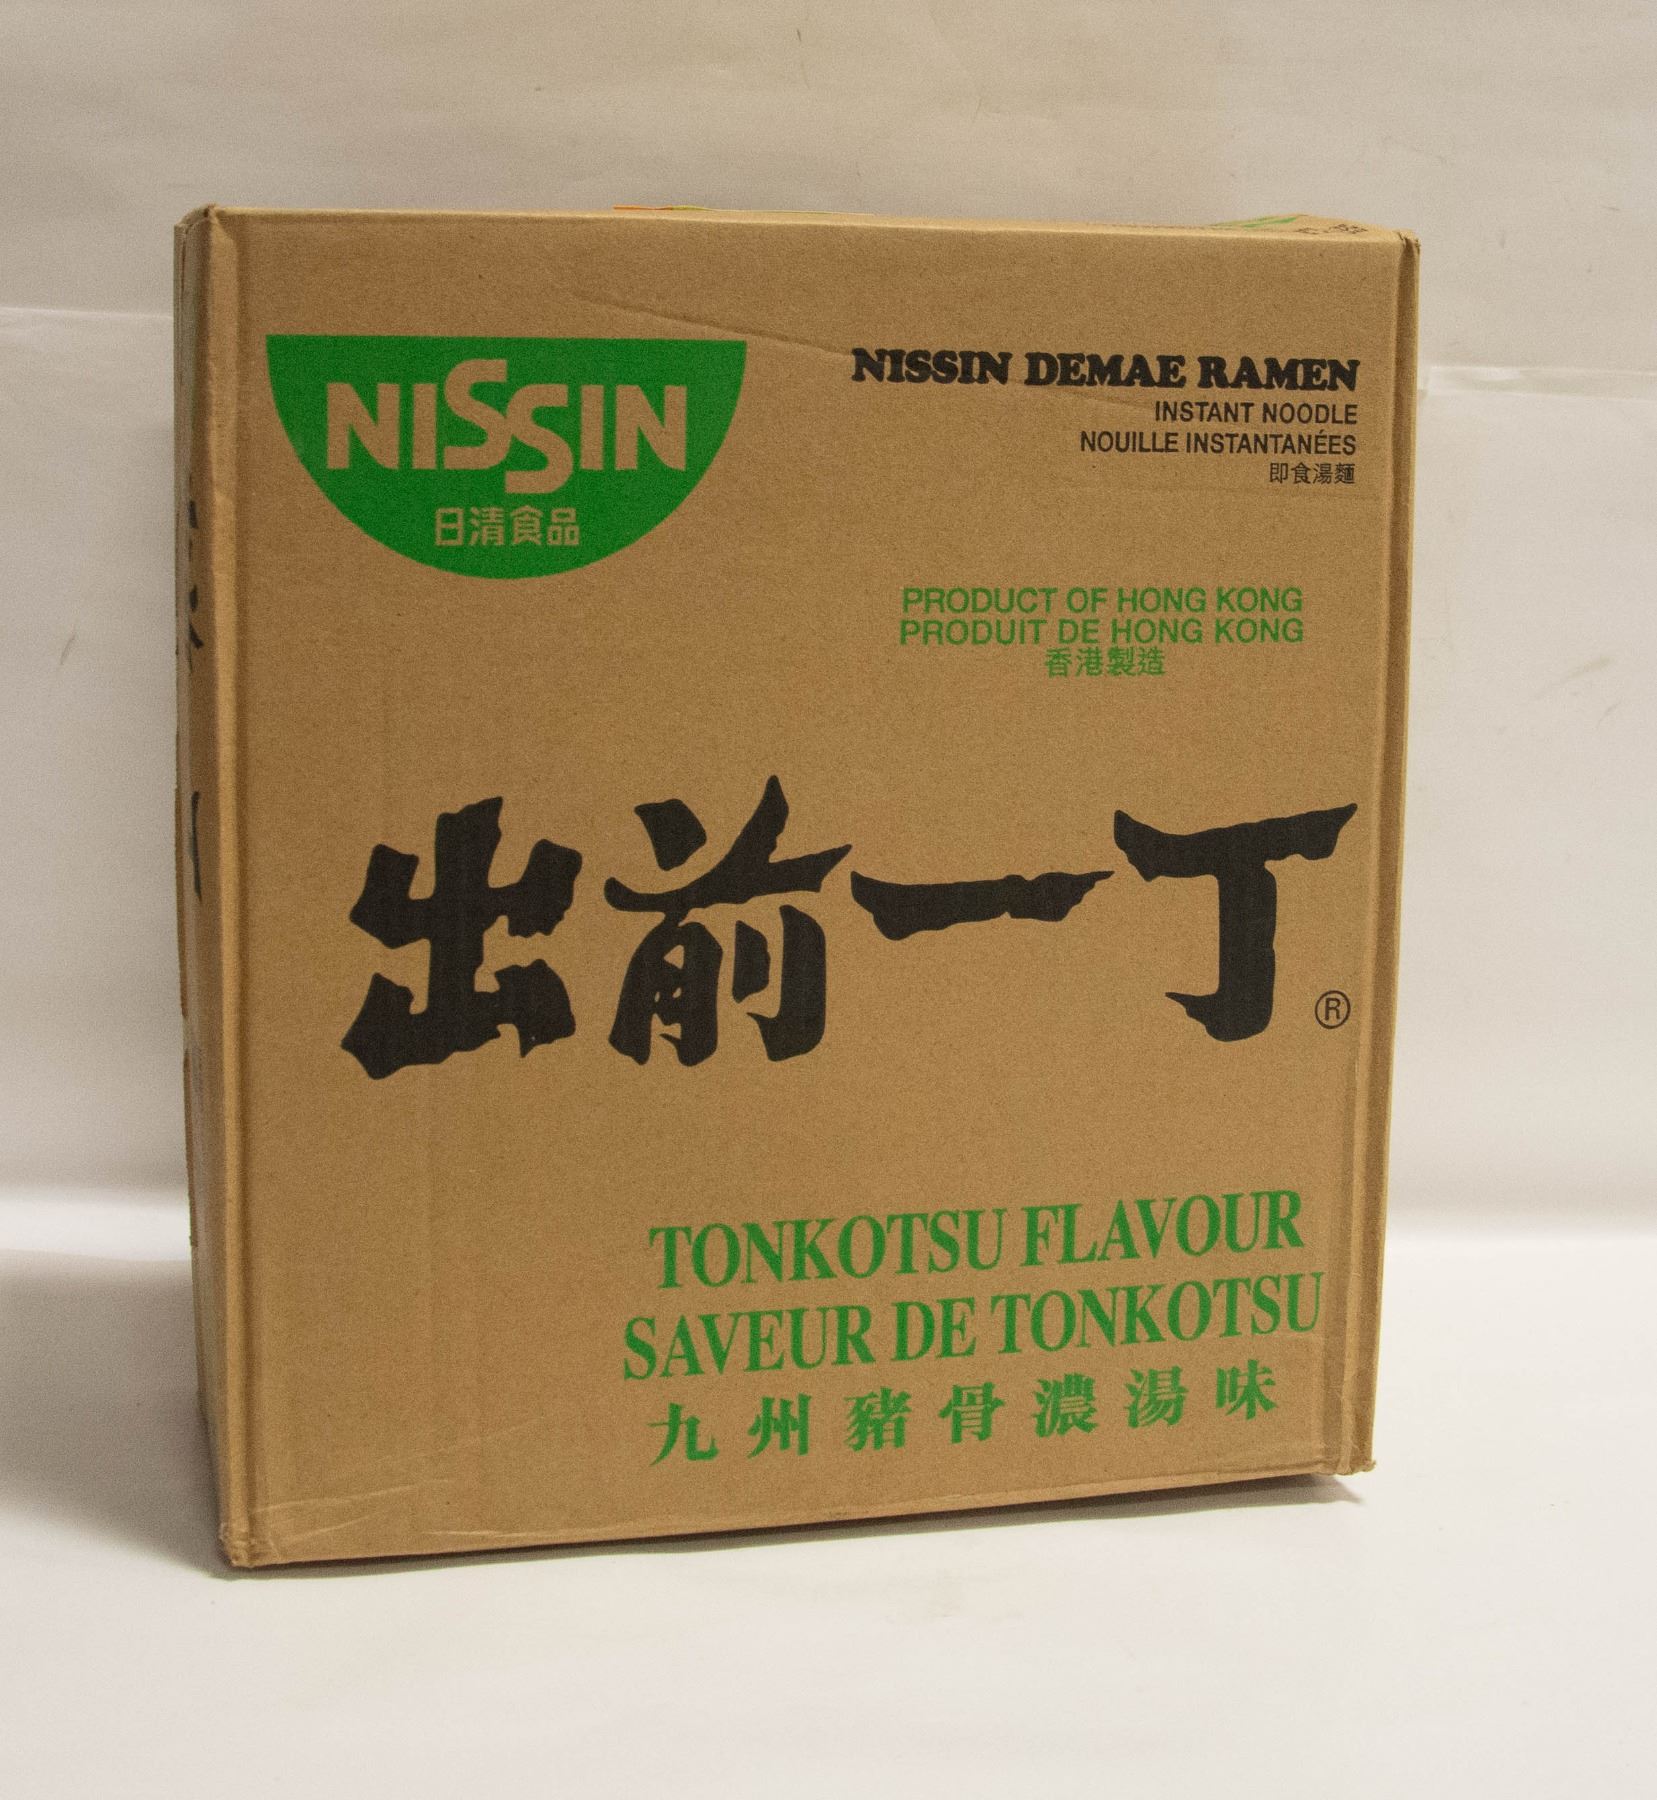 NISSIN
日清食品
NISSIN DEMAE RAMEN
INSTANT NOODLE
NOUILLE INSTANTANÉES
即食湯麵
PRODUCT OF HONG KONG
PRODUIT DE HONG KONG
香港製造
出前一丁®
TONKOTSU FLAVOUR
SAVEUR DE TONKOTSU
九州豬骨濃湯味